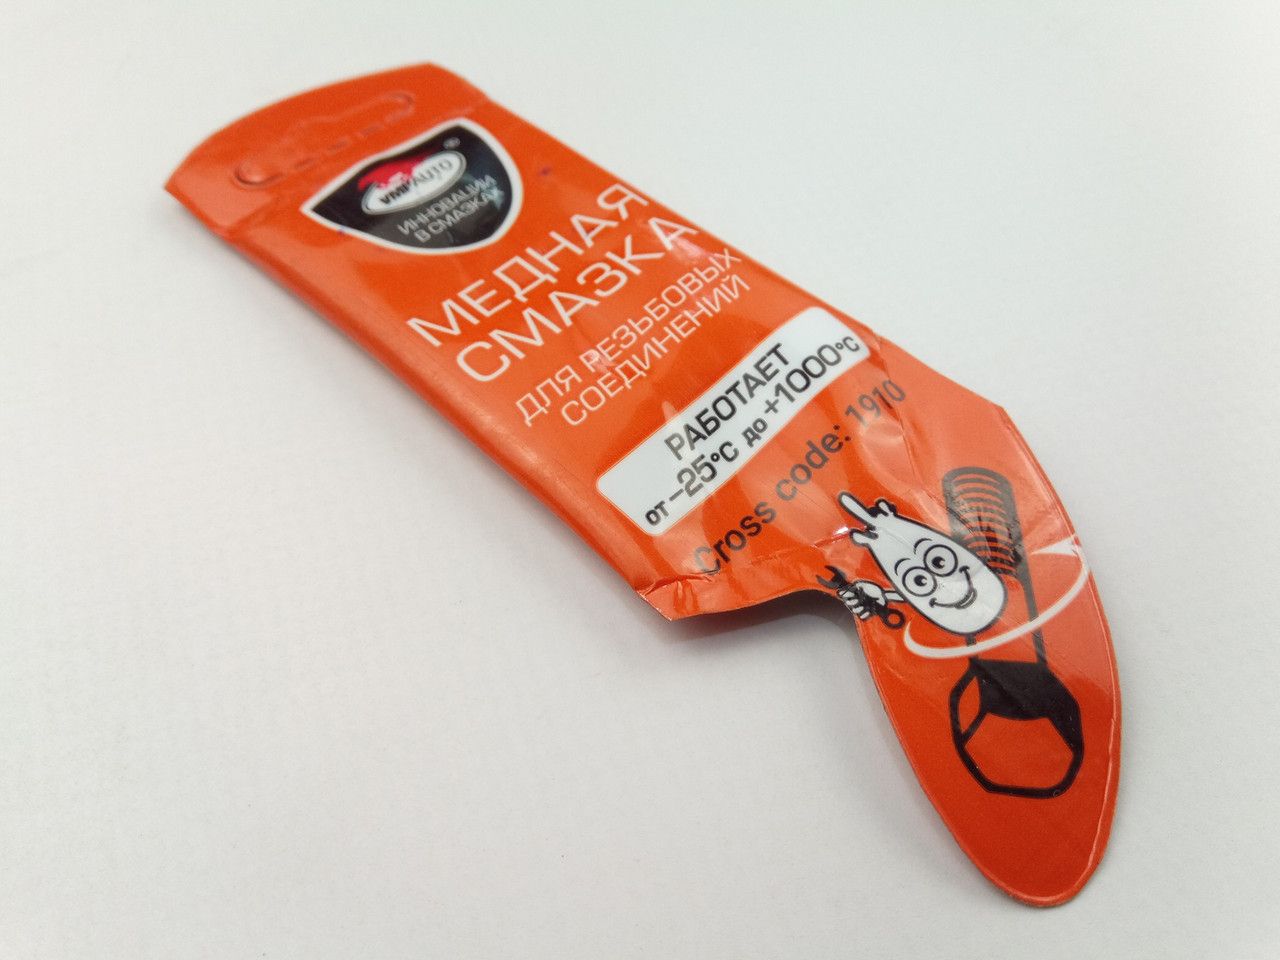 VMPAUTO
®
ИННОВАЦИИ
В СМАЗКАХ
МЕДНАЯ
СМАЗКА
ДЛЯ РЕЗЬБОВЫХ
СОЕДИНЕНИЙ
РАБОТАЕТ
от -25°C до +1000°C
Cross code: 1910